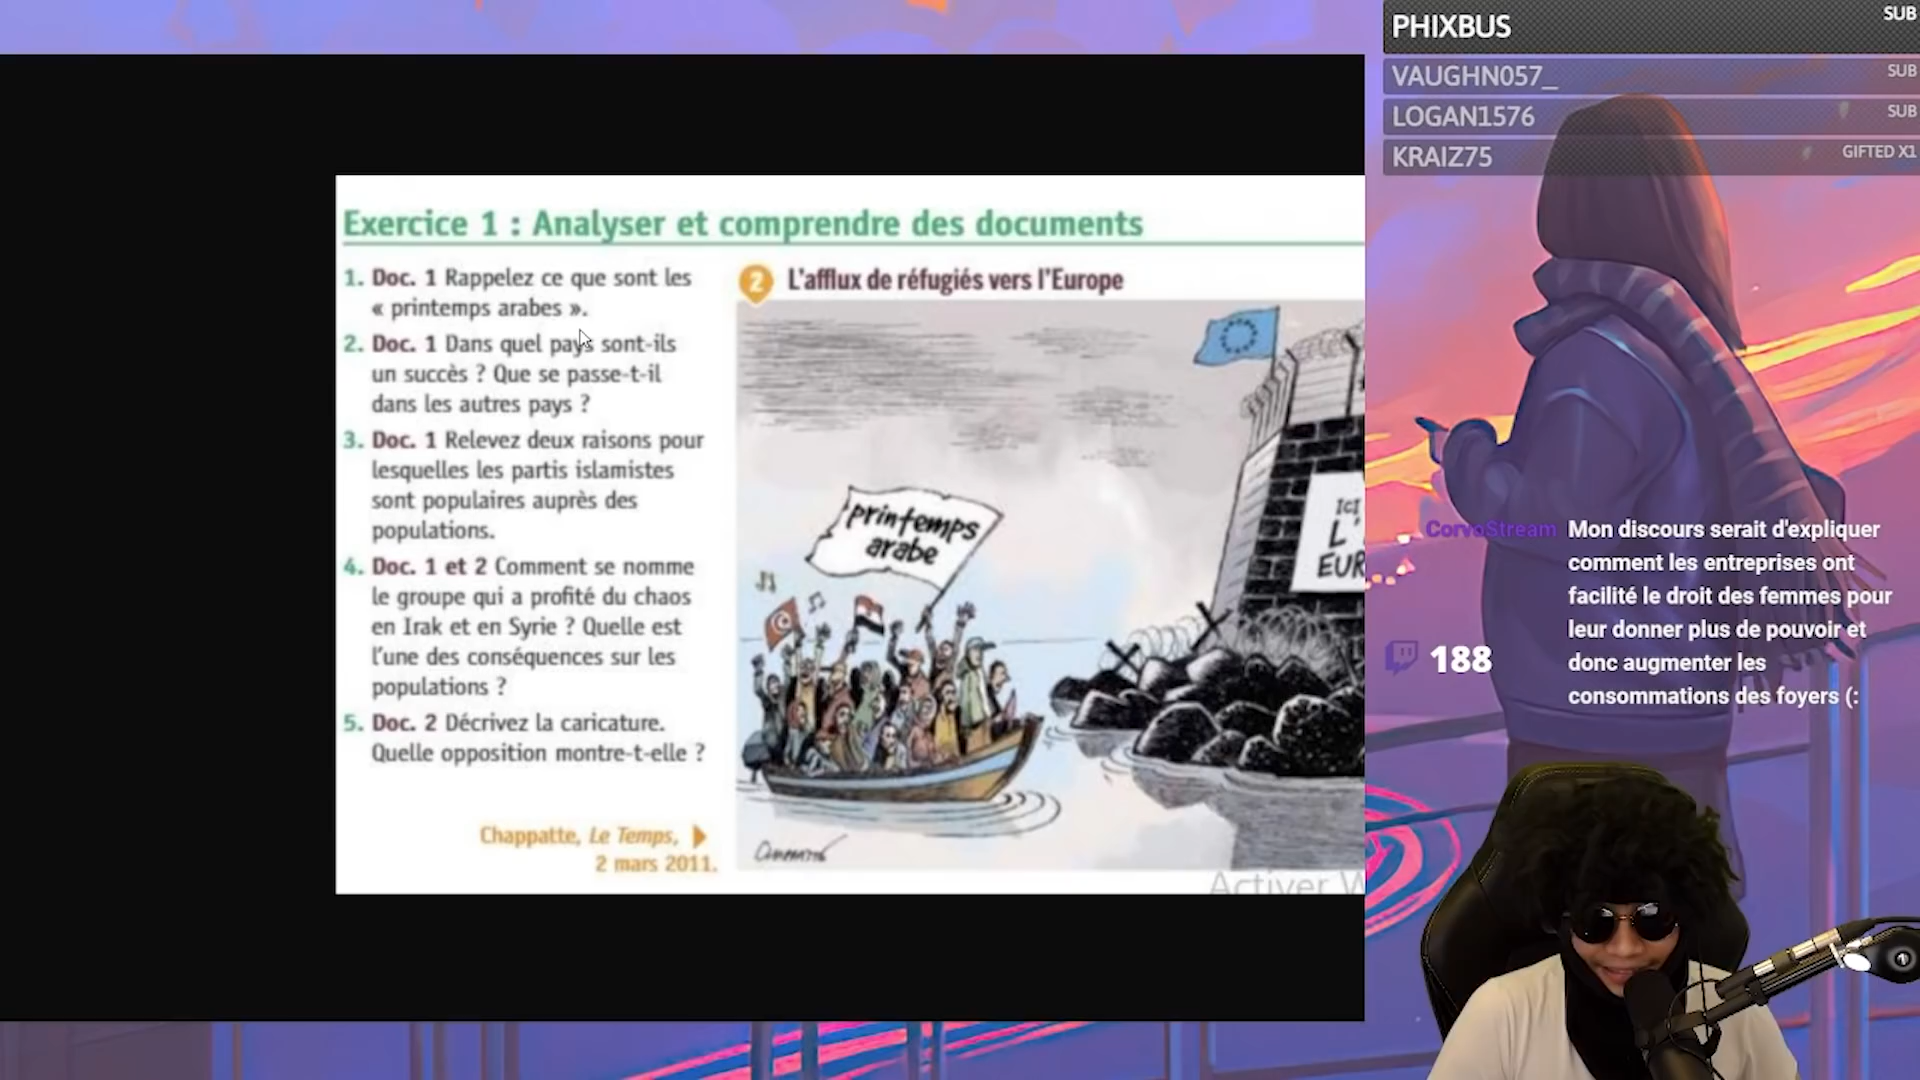 Exercice 1 : Analyser et comprendre des documents
1. Doc. 1 Rappelez ce que sont les
« printemps arabes ».
2. Doc. 1 Dans quel pays sont-ils
un succès ? Que se passe-t-il
dans les autres pays ?
3. Doc. 1 Relevez deux raisons pour
lesquelles les partis islamistes
sont populaires auprès des
populations.
4. Doc. 1 et 2 Comment se nomme
le groupe qui a profité du chaos
en Irak et en Syrie ? Quelle est
l'une des conséquences sur les
populations ?
5. Doc. 2 Décrivez la caricature.
Quelle opposition montre-t-elle ?
Chappatte, Le Temps,
2 mars 2011.
2 L'afflux de réfugiés vers l'Europe
printemps
arabe
ICI
L'
EUR
Chappatte
Activer W
PHIXBUS SUB
VAUGHN057_ SUB
LOGAN1576 SUB
KRAIZ75 GIFTED X1
CorvoStream Mon discours serait d'expliquer
comment les entreprises ont
facilité le droit des femmes pour
leur donner plus de pouvoir et
donc augmenter les
consommations des foyers (:
188